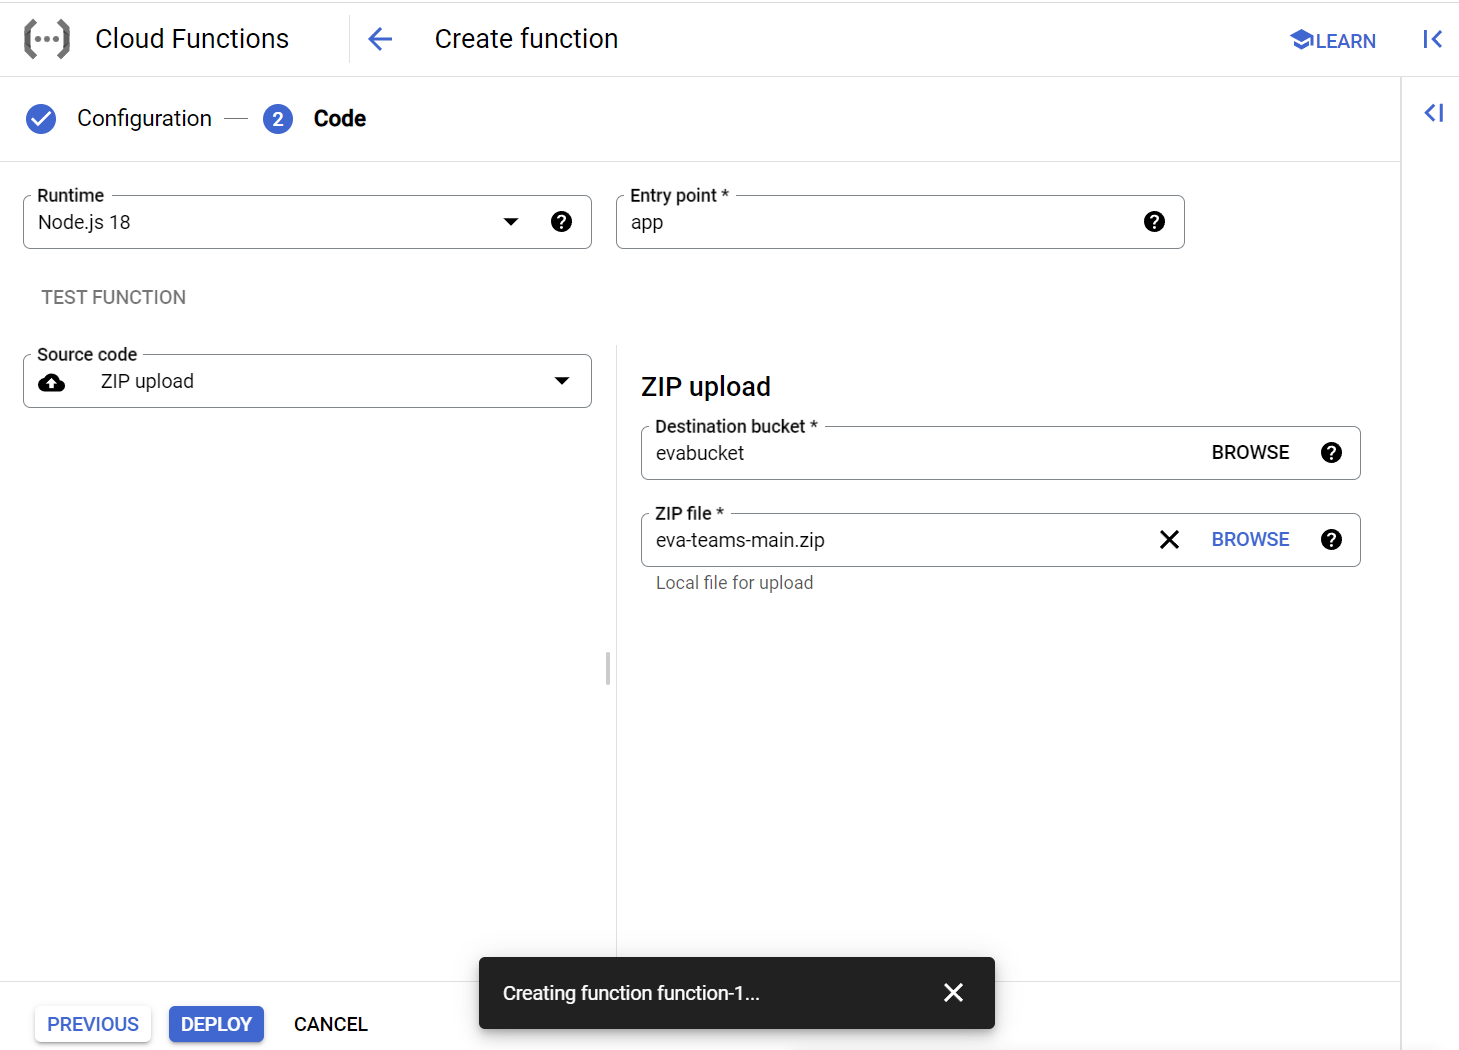 Cloud Functions
Create function
LEARN
Configuration
2
Code
Runtime
Node.js 18
Entry point *
app
TEST FUNCTION
Source code
ZIP upload
ZIP upload
Destination bucket *
evabucket
BROWSE
ZIP file *
eva-teams-main.zip
BROWSE
Local file for upload
Creating function function-1...
PREVIOUS
DEPLOY
CANCEL